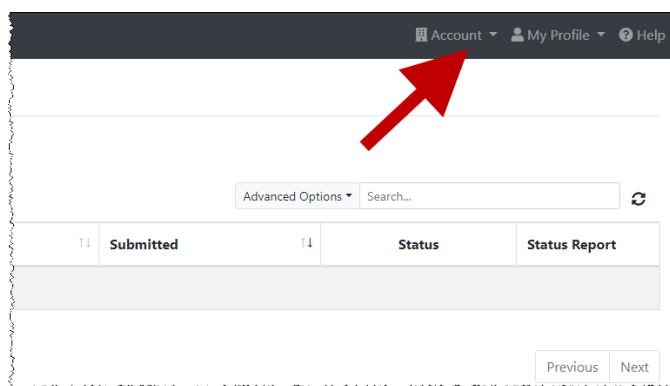 Account My Profile Help
Advanced Options Search...
Submitted Status Status Report
Previous Next